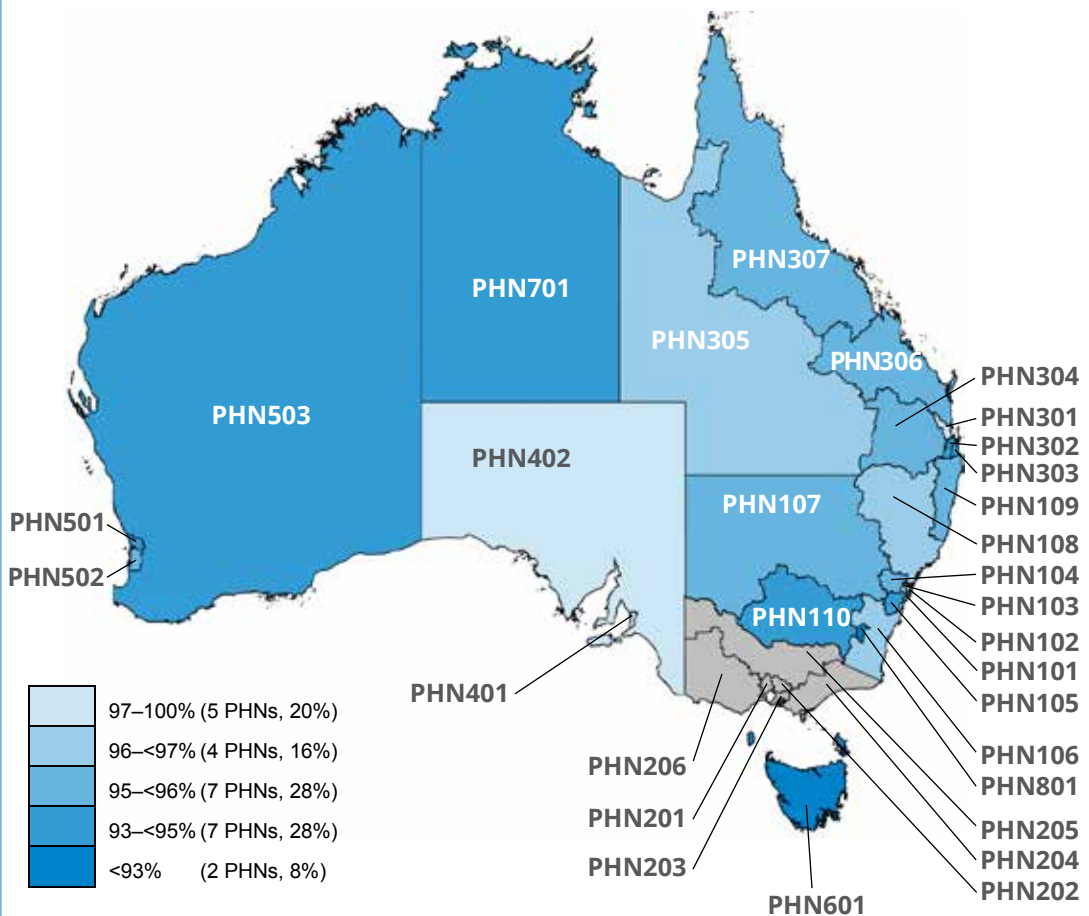 PHN307
PHN701
PHN305
PHN306
PHN304
PHN503
PHN301
PHN302
PHN402
PHN303
PHN107
PHN109
PHN501
PHN108
PHN502
PHN104
PHN103
PHN110
PHN102
PHN101
PHN401
PHN105
97–100% (5 PHNs, 20%)
96–<97% (4 PHNs, 16%)
PHN106
PHN206
PHN801
95–<96% (7 PHNs, 28%)
PHN201
93–<95% (7 PHNs, 28%)
PHN205
PHN203
PHN204
<93% (2 PHNs, 8%)
PHN202
PHN601